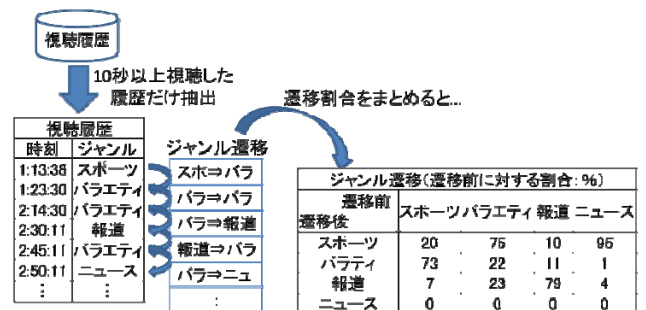 視聴履歴
10秒以上視聴した
履歴だけ抽出
遷移割合をまとめると...
視聴履歴
時刻 ジャンル
1:13:36 スポーツ
1:23:30 バラエティ
2:14:30 バラエティ
2:30:11 報道
2:45:11 バラエティ
2:50:11 ニュース
⋮ ⋮
ジャンル遷移
スポ⇒バラ
バラ⇒バラ
バラ⇒報道
報道⇒バラ
バラ⇒ニュ
⋮
ジャンル遷移(遷移前に対する割合:%)
遷移前
遷移後
スポーツ バラエティ 報道 ニュース
スポーツ 20 75 10 95
バラティ 73 22 11 1
報道 7 23 79 4
ニュース 0 0 0 0